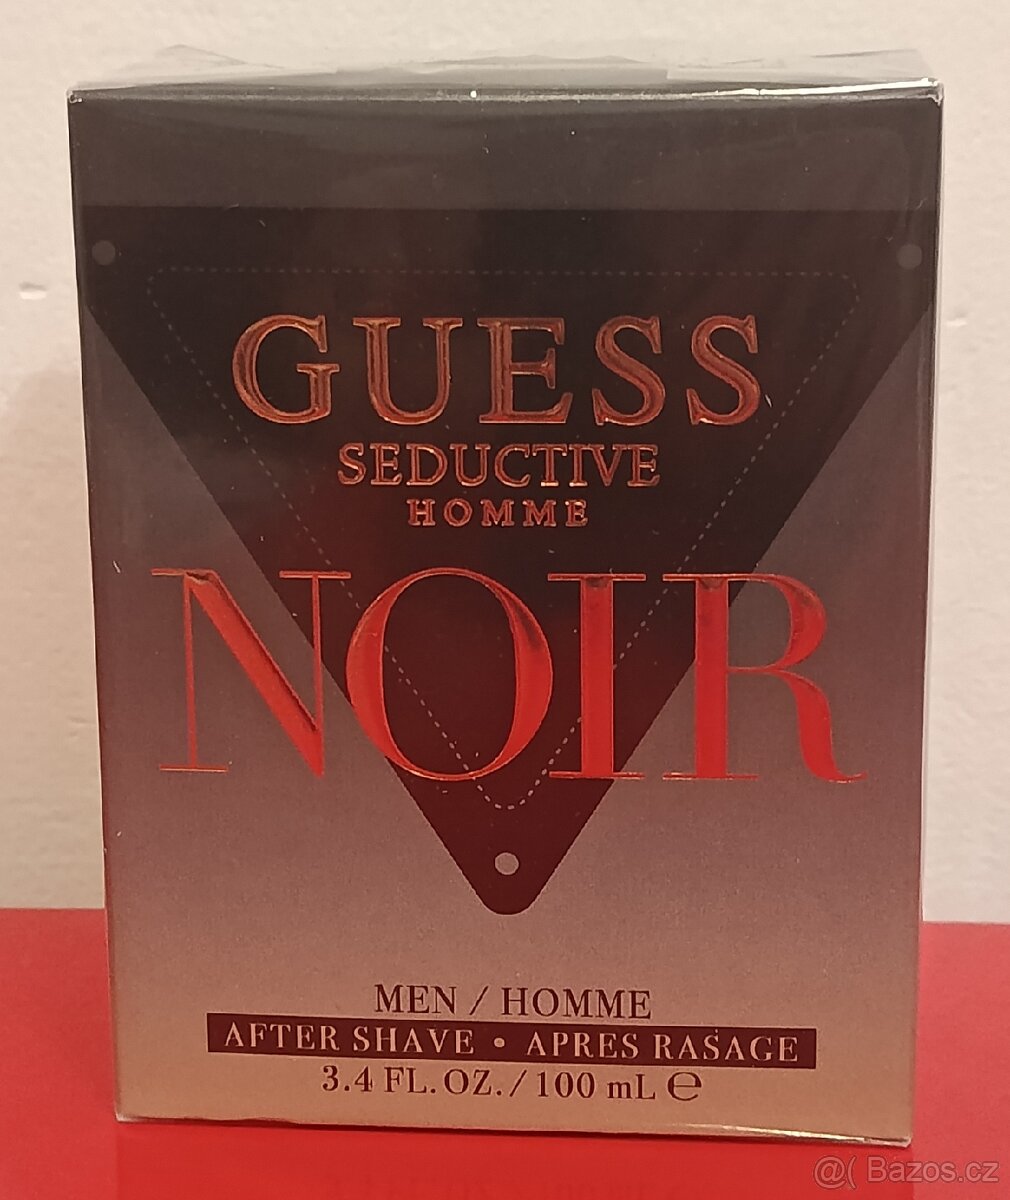 GUESS
SEDUCTIVE
HOMME
NOIR
MEN / HOMME
AFTER SHAVE • APRES RASAGE
3.4 FL. OZ. / 100 mL ℮
@( Bazos.cz